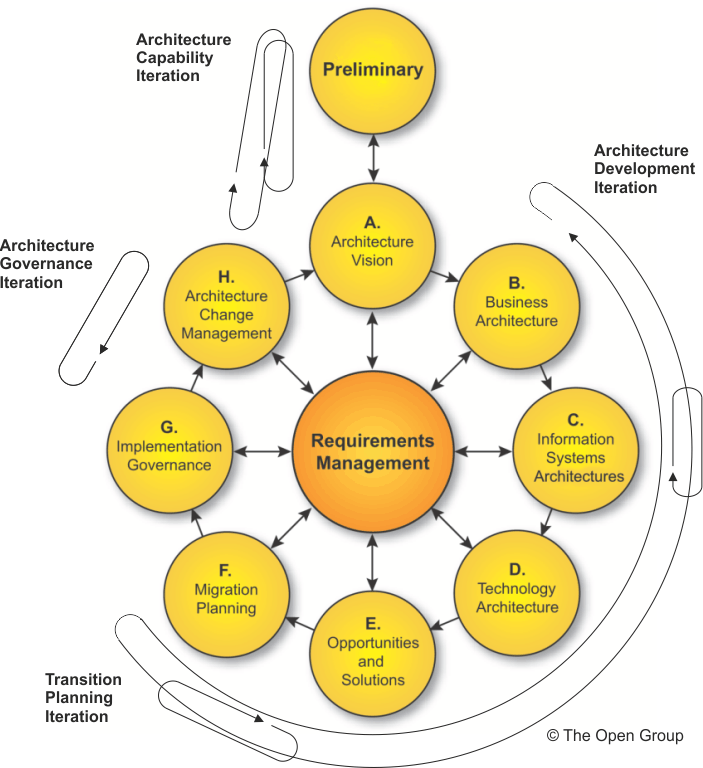 Architecture
Capability
Iteration
Preliminary
Architecture
Development
Iteration
A.
Architecture
Vision
Architecture
Governance
Iteration
H.
Architecture
Change
Management
B.
Business
Architecture
G.
Implementation
Governance
Requirements
Management
C.
Information
Systems
Architectures
F.
Migration
Planning
D.
Technology
Architecture
E.
Opportunities
and
Solutions
Transition
Planning
Iteration
© The Open Group